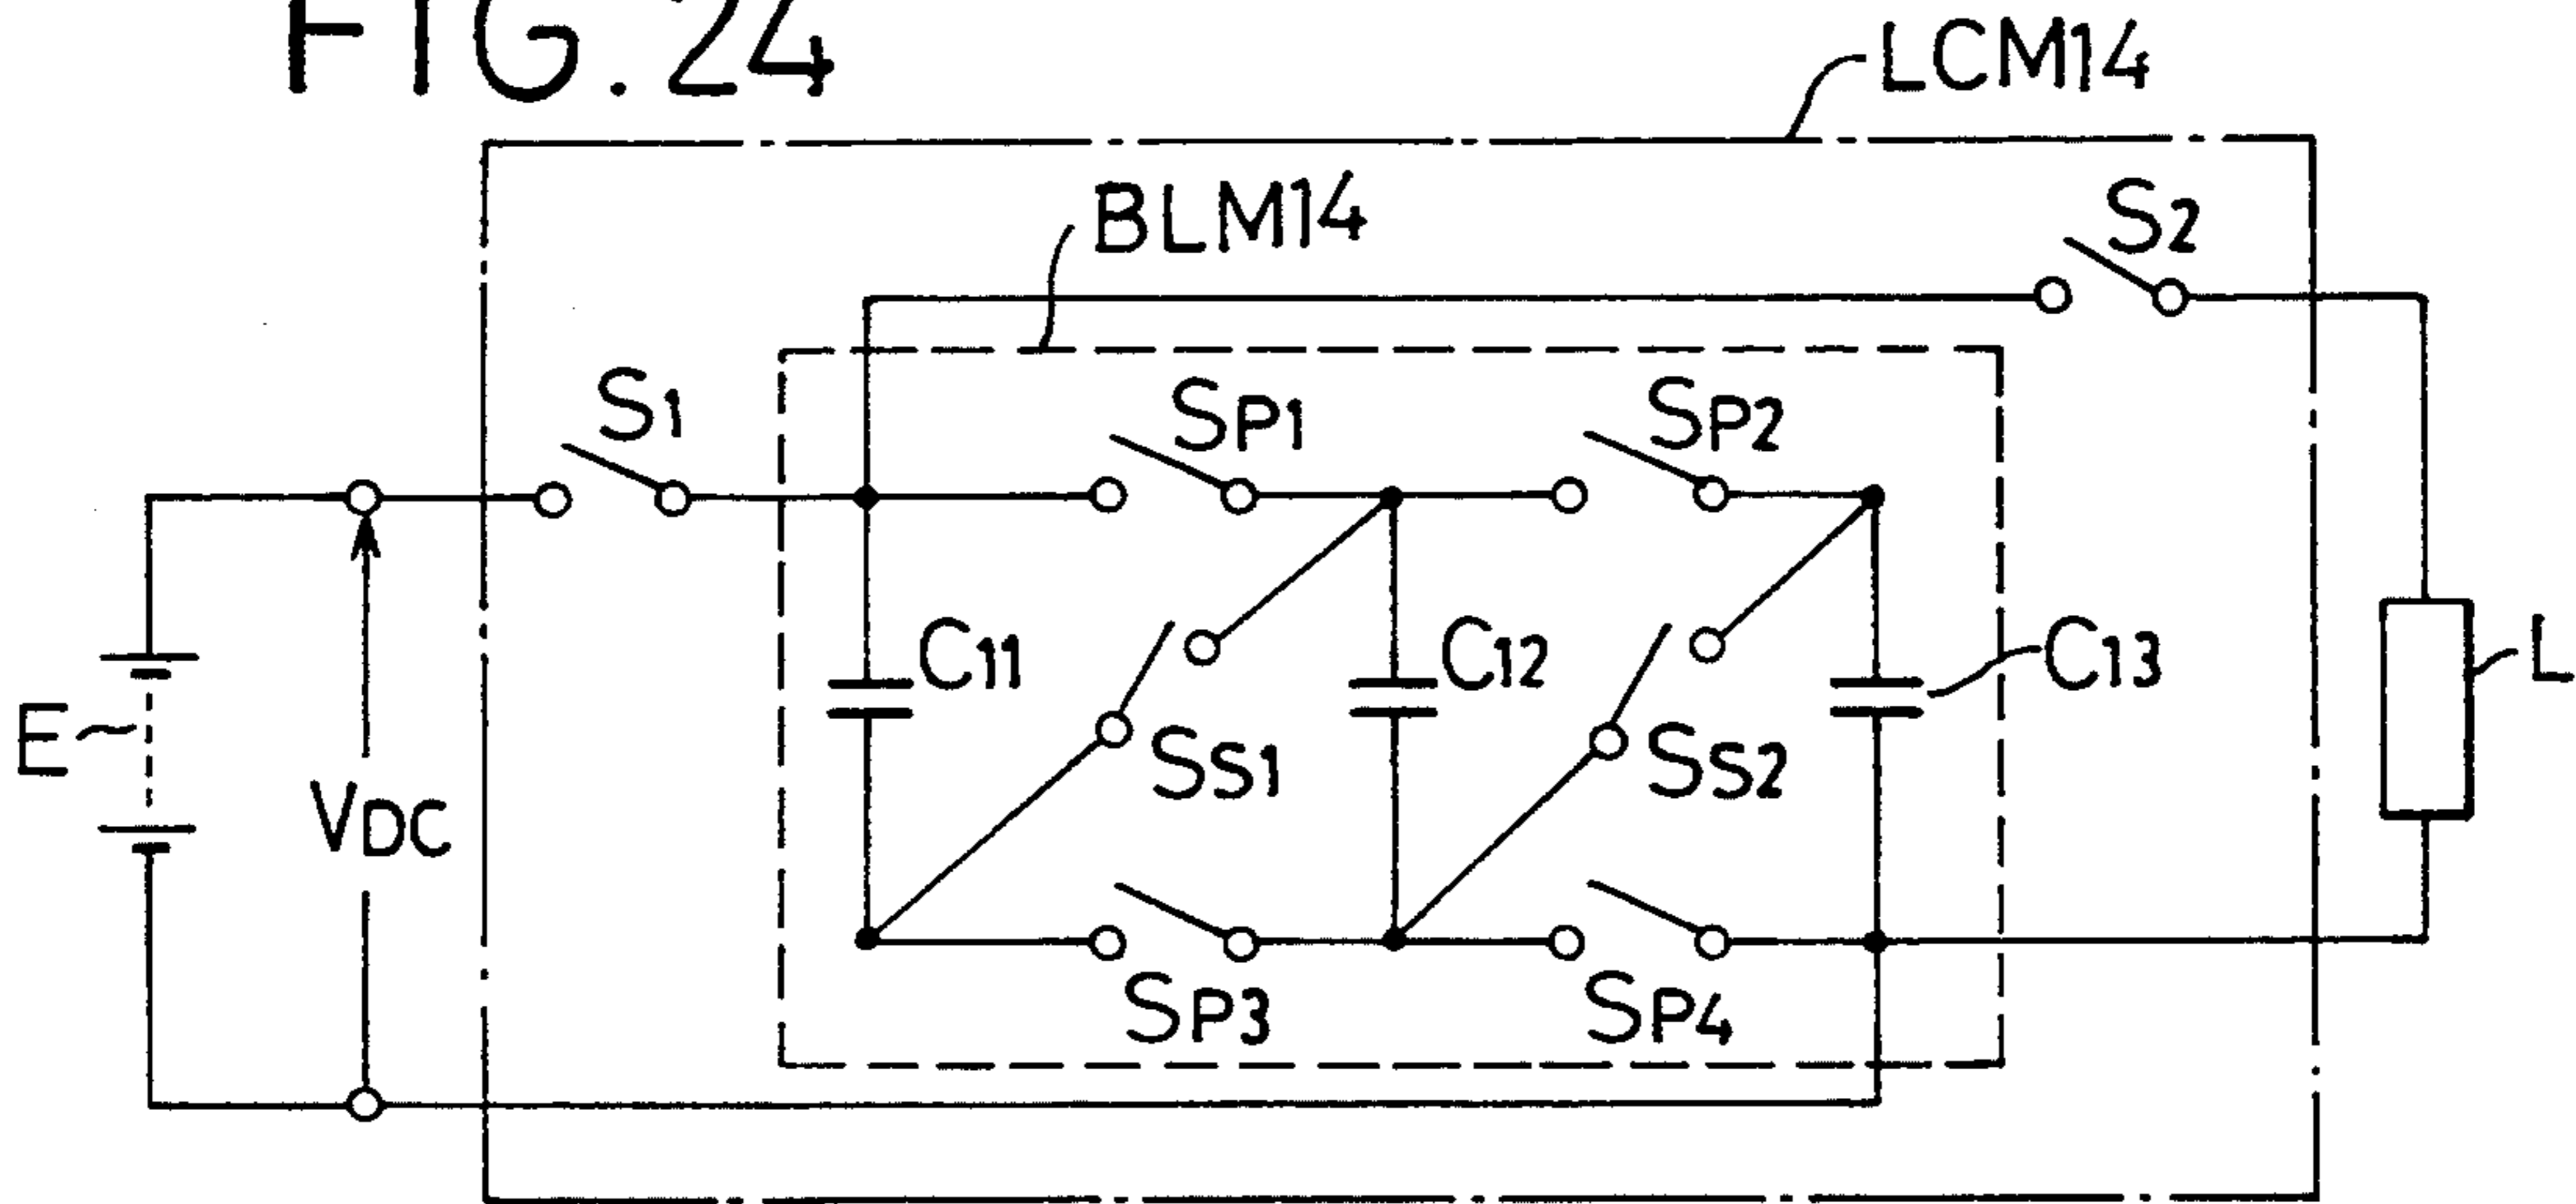 FIG.24
LCM14
BLM14
S2
S1
SP1
SP2
C11
C12
C13
L
E
VDC
SS1
SS2
SP3
SP4